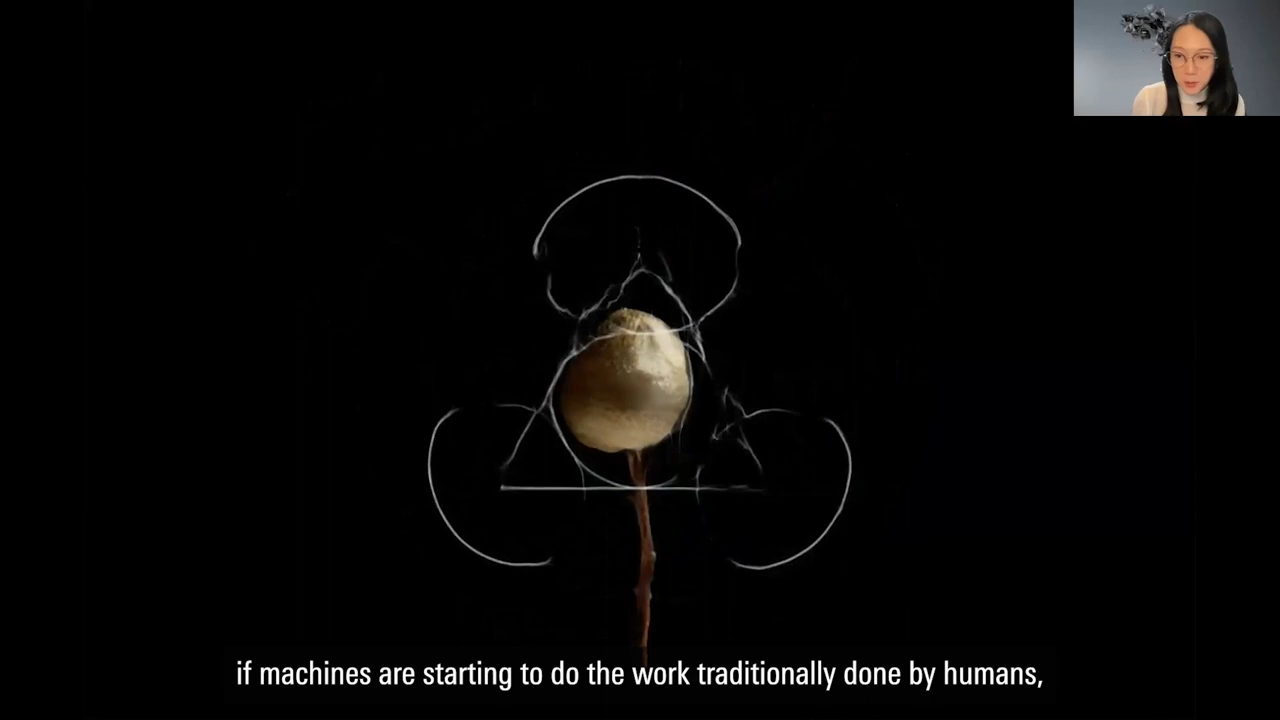 if machines are starting to do the work traditionally done by humans,